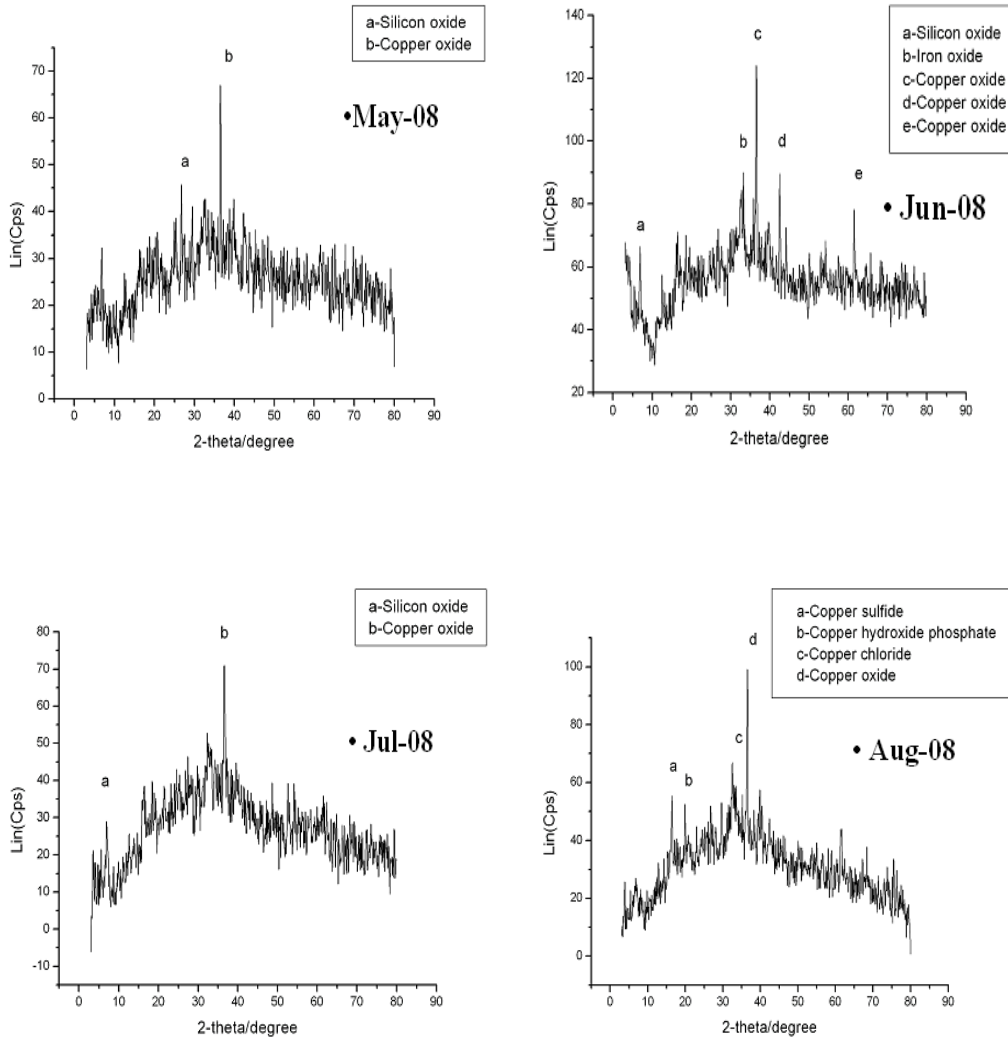 a-Silicon oxide
b-Copper oxide
b
a
•May-08
70
60
50
40
30
20
10
0
Lin(Cps)
0 10 20 30 40 50 60 70 80 90
2-theta/degree
a-Silicon oxide
b-Iron oxide
c-Copper oxide
d-Copper oxide
e-Copper oxide
c
b
d
e
a
• Jun-08
140
120
100
80
60
40
20
Lin(Cps)
0 10 20 30 40 50 60 70 80 90
2-theta/degree
a-Silicon oxide
b-Copper oxide
b
a
• Jul-08
80
70
60
50
40
30
20
10
0
-10
Lin(Cps)
0 10 20 30 40 50 60 70 80 90
2-theta/degree
a-Copper sulfide
b-Copper hydroxide phosphate
c-Copper chloride
d-Copper oxide
d
c
a
b
• Aug-08
100
80
60
40
20
0
Lin(Cps)
0 10 20 30 40 50 60 70 80 90
2-theta/degree